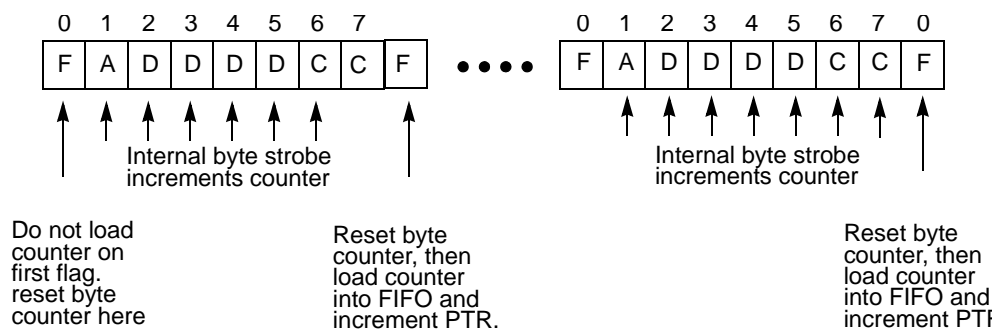 0 1 2 3 4 5 6 7 0 1 2 3 4 5 6 7 0
F A D D D D C C F F A D D D D C C F
Internal byte strobe
increments counter
Internal byte strobe
increments counter
Do not load
counter on
first flag.
reset byte
counter here
Reset byte
counter, then
load counter
into FIFO and
increment PTR.
Reset byte
counter, then
load counter
into FIFO and
increment PTR